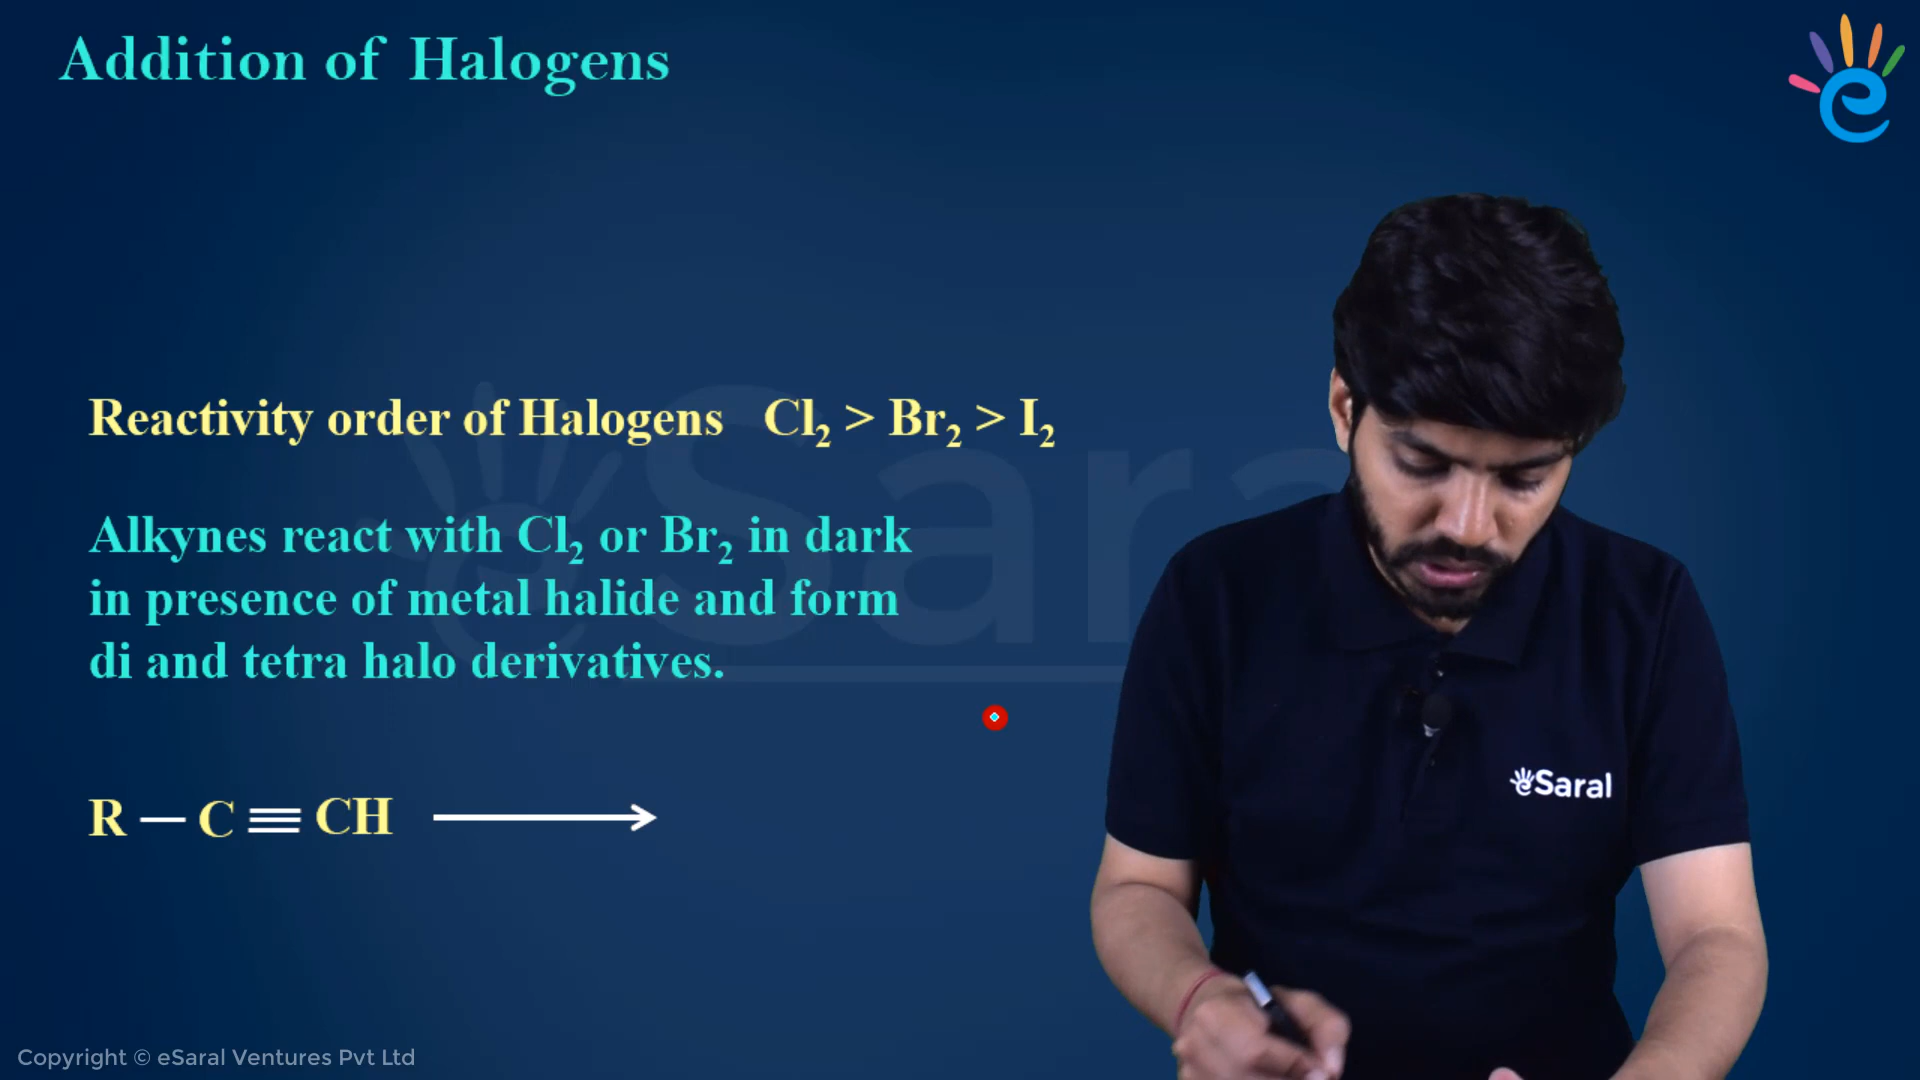 Addition of Halogens
Reactivity order of Halogens Cl₂ > Br₂ > I₂
Alkynes react with Cl₂ or Br₂ in dark
in presence of metal halide and form
di and tetra halo derivatives.
R — C ≡ CH ⟶
eSaral
eSaral
Copyright © eSaral Ventures Pvt Ltd